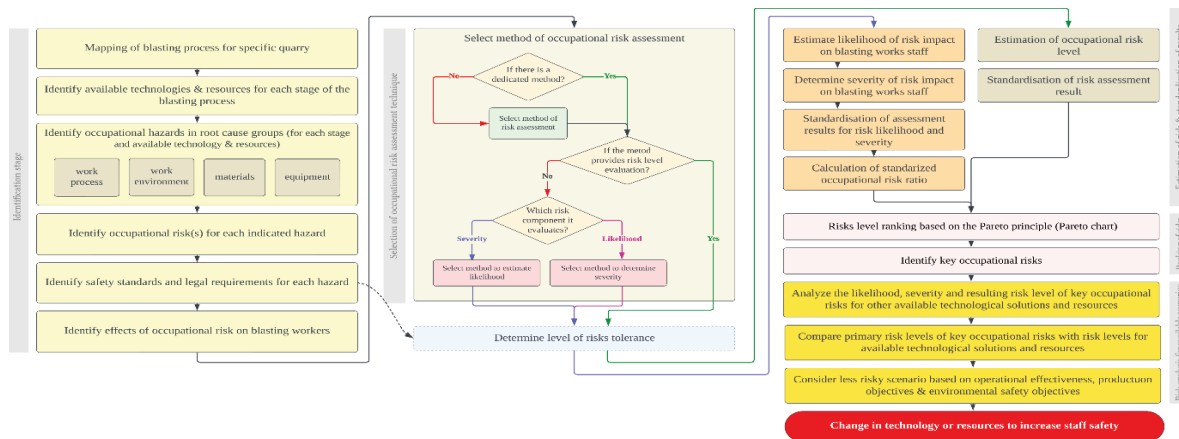 Identification stage
Mapping of blasting process for specific quarry
Identify available technologies & resources for each stage of the
blasting process
Identify occupational hazards in root cause groups (for each stage
and available technology & resources)
work
process
work
environment
materials
equipment
Identify occupational risk(s) for each indicated hazard
Identify safety standards and legal requirements for each hazard
Identify effects of occupational risk on blasting workers
Selection of occupational risk assessment technique
Select method of occupational risk assessment
If there is a
dedicated method?
No
Yes
Select method of
risk assessment
If the metod
provides risk level
evaluation?
No
Which risk
component it
evaluates?
Severity
Likelihood
Yes
Select method to estimate
likelihood
Select method to determine
severity
Determine level of risks tolerance
Estimate likelihood of risk impact
on blasting works staff
Estimation of occupational risk
level
Determine severity of risk impact
on blasting works staff
Standardisation of risk assessment
result
Standardisation of assessment
results for risk likelihood and
severity
Calculation of standarized
occupational risk ratio
Risks level ranking based on the Pareto principle (Pareto chart)
Identify key occupational risks
Analyze the likelihood, severity and resulting risk level of key occupational
risks for other available technological solutions and resources
Compare primary risk levels of key occupational risks with risk levels for
available technological solutions and resources
Consider less risky scenario based on operational effectiveness, productuon
objectives & environmental safety objectives
Change in technology or resources to increase staff safety